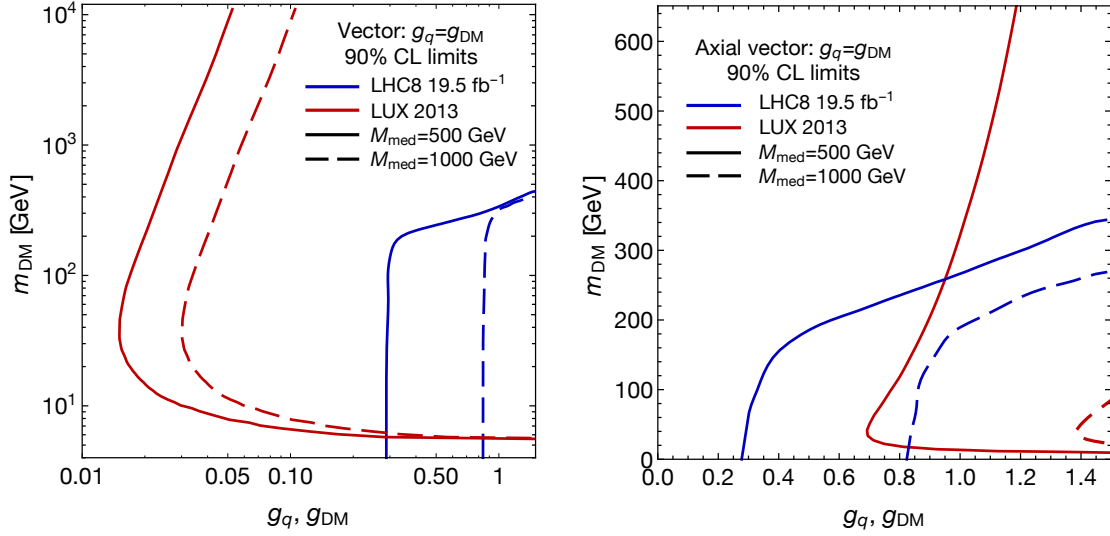 10⁴
10³
10²
10¹
m_DM [GeV]
Vector: g_q=g_DM
90% CL limits
LHC8 19.5 fb⁻¹
LUX 2013
M_med=500 GeV
M_med=1000 GeV
0.01 0.05 0.10 0.50 1
g_q, g_DM
600
500
400
300
200
100
0
m_DM [GeV]
Axial vector: g_q=g_DM
90% CL limits
LHC8 19.5 fb⁻¹
LUX 2013
M_med=500 GeV
M_med=1000 GeV
0.0 0.2 0.4 0.6 0.8 1.0 1.2 1.4
g_q, g_DM